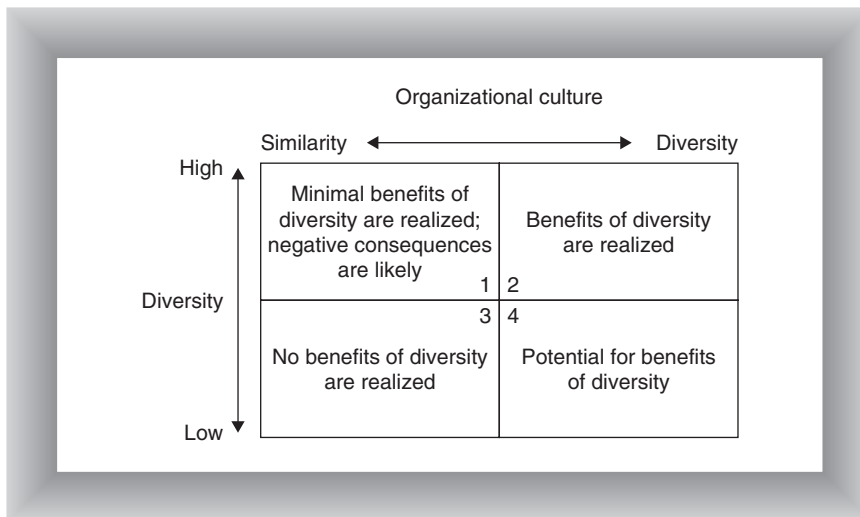 Organizational culture
Similarity
Diversity
High
Minimal benefits of
diversity are realized;
negative consequences
are likely
1
Benefits of diversity
are realized
2
Diversity
3
No benefits of diversity
are realized
4
Potential for benefits
of diversity
Low